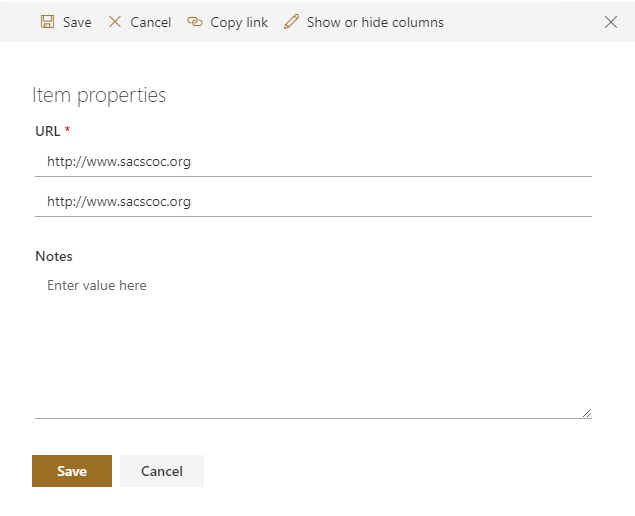 Save Cancel Copy link Show or hide columns
Item properties
URL *
http://www.sacscoc.org
http://www.sacscoc.org
Notes
Enter value here
Save Cancel